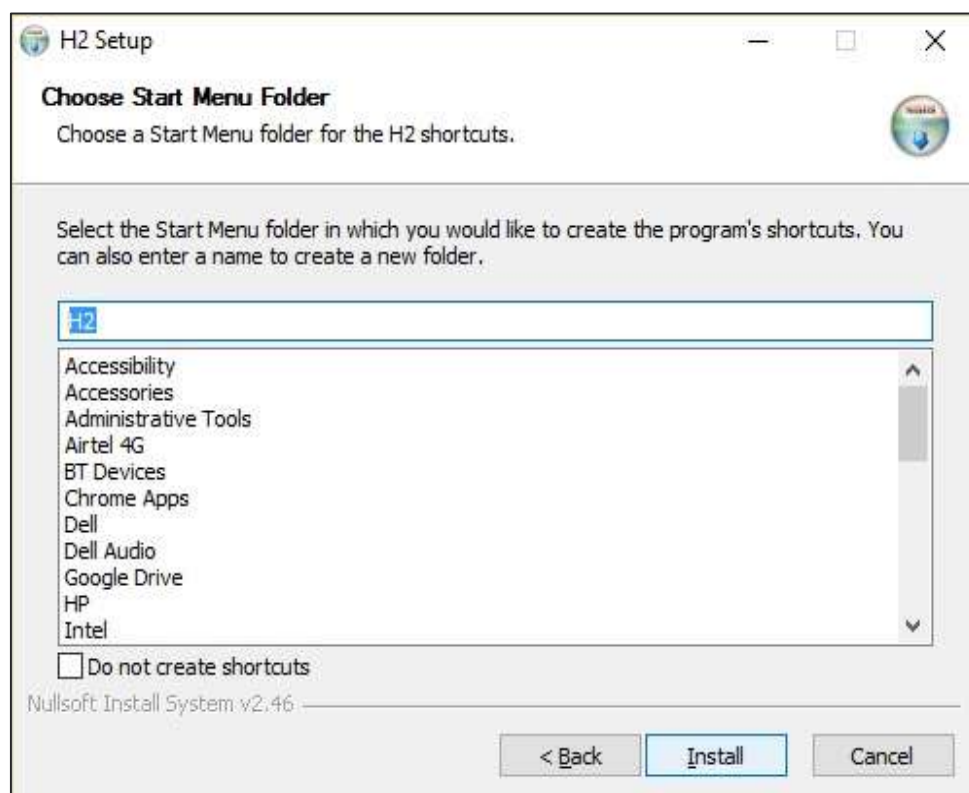 H2 Setup
Choose Start Menu Folder
Choose a Start Menu folder for the H2 shortcuts.
Select the Start Menu folder in which you would like to create the program's shortcuts. You
can also enter a name to create a new folder.
H2
Accessibility
Accessories
Administrative Tools
Airtel 4G
BT Devices
Chrome Apps
Dell
Dell Audio
Google Drive
HP
Intel
Do not create shortcuts
Nullsoft Install System v2.46
< Back
Install
Cancel